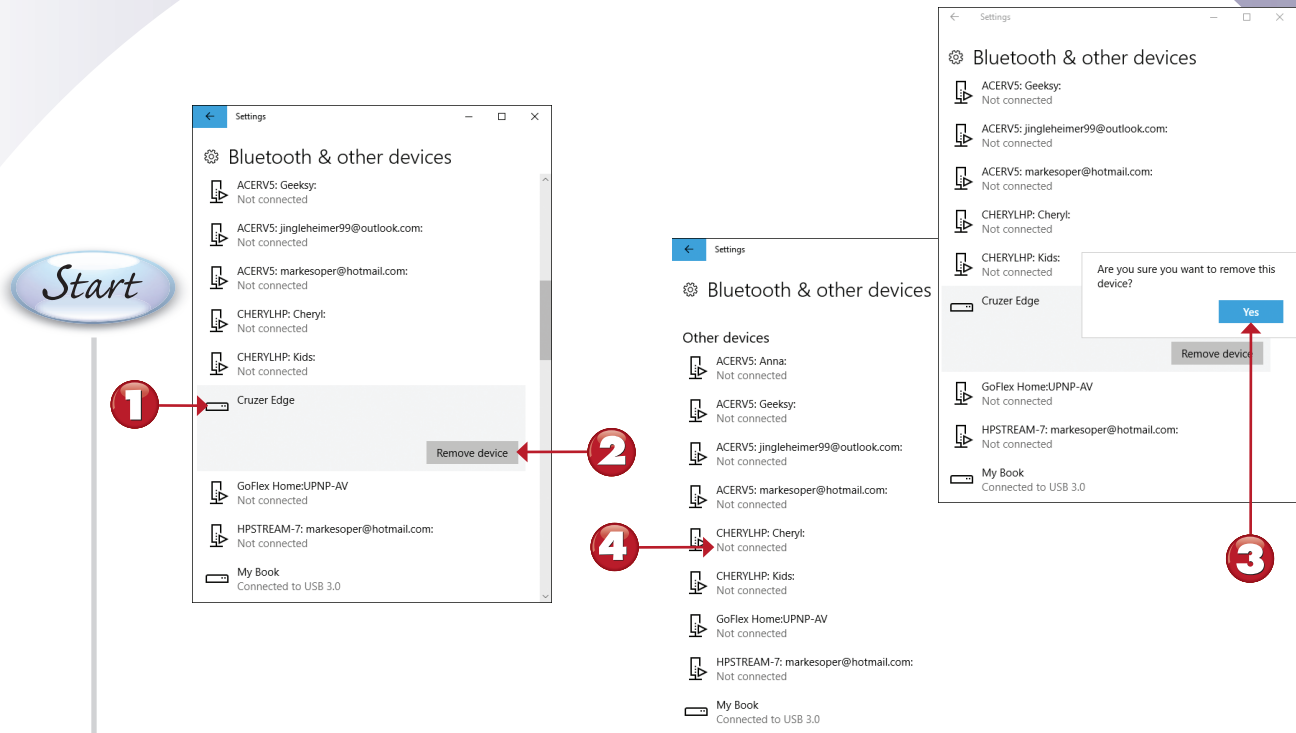 Start
Settings
Bluetooth & other devices
ACERV5: Geeksy:
Not connected
ACERV5: jingleheimer99@outlook.com:
Not connected
ACERV5: markesoper@hotmail.com:
Not connected
CHERYLHP: Cheryl:
Not connected
CHERYLHP: Kids:
Not connected
1
Cruzer Edge
Remove device
2
GoFlex Home:UPNP-AV
Not connected
HPSTREAM-7: markesoper@hotmail.com:
Not connected
My Book
Connected to USB 3.0
Settings
Bluetooth & other devices
ACERV5: Geeksy:
Not connected
ACERV5: jingleheimer99@outlook.com:
Not connected
ACERV5: markesoper@hotmail.com:
Not connected
CHERYLHP: Cheryl:
Not connected
CHERYLHP: Kids:
Not connected
Cruzer Edge
Are you sure you want to remove this
device?
Yes
Remove device
GoFlex Home:UPNP-AV
Not connected
HPSTREAM-7: markesoper@hotmail.com:
Not connected
My Book
Connected to USB 3.0
3
Settings
Bluetooth & other devices
Other devices
ACERV5: Anna:
Not connected
ACERV5: Geeksy:
Not connected
ACERV5: jingleheimer99@outlook.com:
Not connected
ACERV5: markesoper@hotmail.com:
Not connected
4
CHERYLHP: Cheryl:
Not connected
CHERYLHP: Kids:
Not connected
GoFlex Home:UPNP-AV
Not connected
HPSTREAM-7: markesoper@hotmail.com:
Not connected
My Book
Connected to USB 3.0